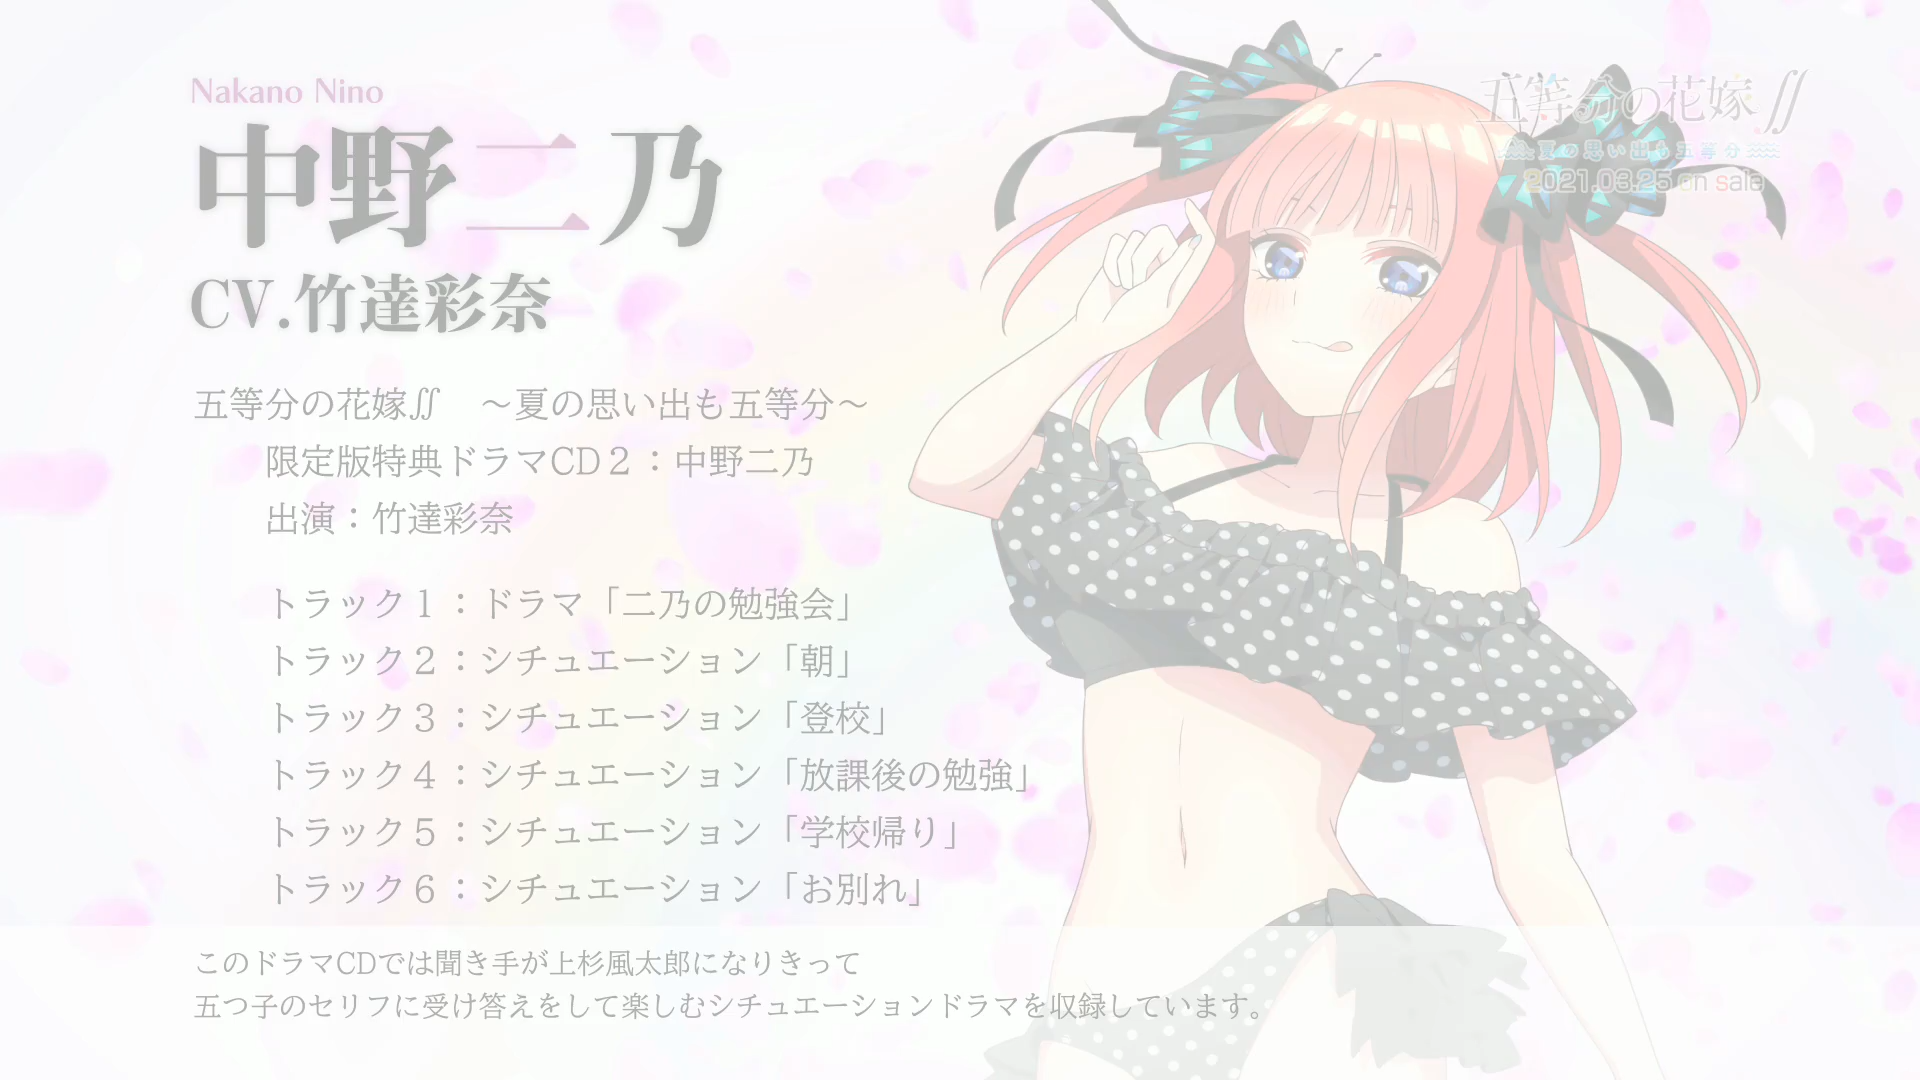 Nakano Nino
中野二乃
CV.竹達彩奈
五等分の花嫁∬　～夏の思い出も五等分～
限定版特典ドラマCD２：中野二乃
出演：竹達彩奈
トラック１：ドラマ「二乃の勉強会」
トラック２：シチュエーション「朝」
トラック３：シチュエーション「登校」
トラック４：シチュエーション「放課後の勉強」
トラック５：シチュエーション「学校帰り」
トラック６：シチュエーション「お別れ」
このドラマCDでは聞き手が上杉風太郎になりきって
五つ子のセリフに受け答えをして楽しむシチュエーションドラマを収録しています。
五等分の花嫁∬
夏の思い出も五等分
2021.03.25 on sale